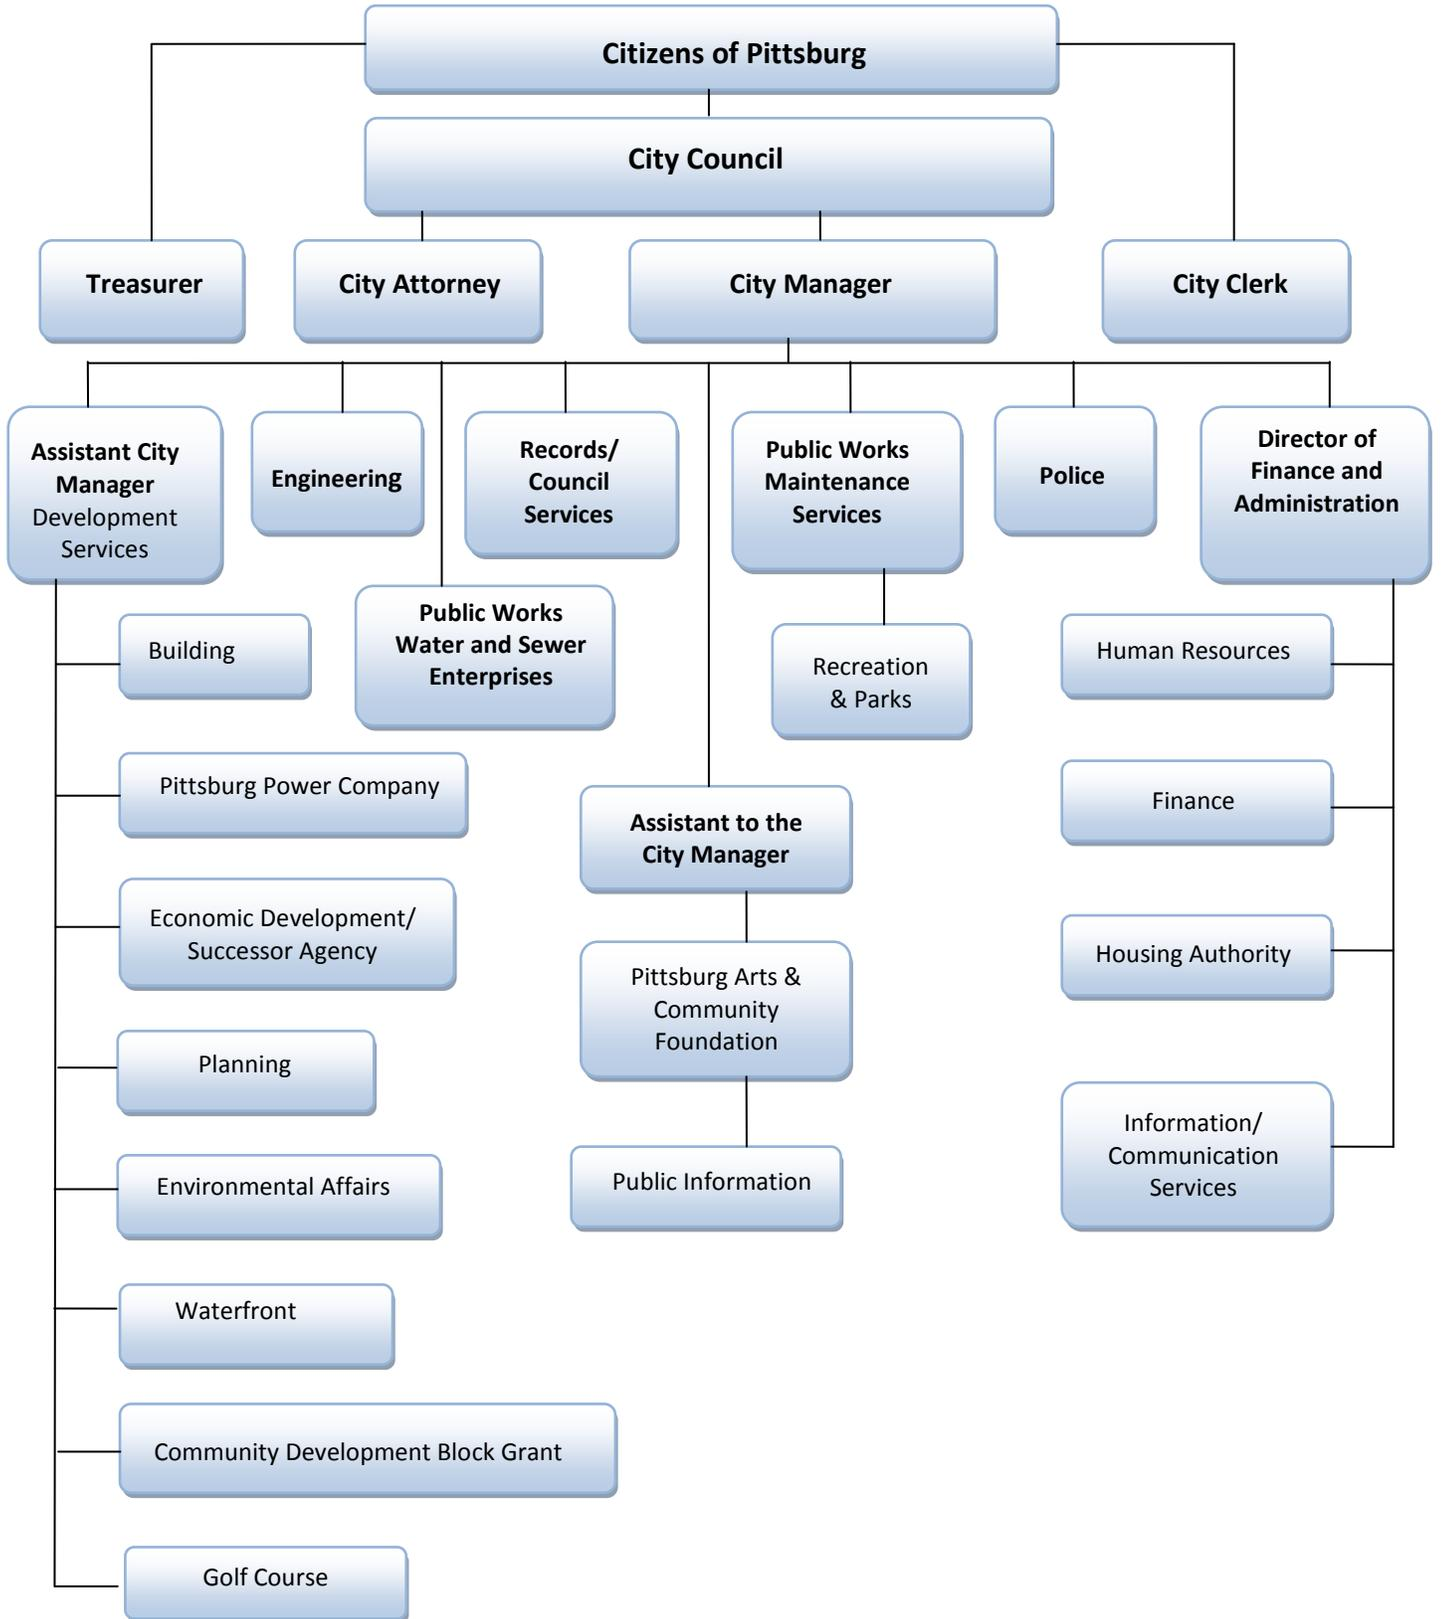 Citizens of Pittsburg
City Council
Treasurer
City Attorney
City Manager
City Clerk
Assistant City
Manager
Development
Services
Engineering
Records/
Council
Services
Public Works
Maintenance
Services
Police
Director of
Finance and
Administration
Public Works
Water and Sewer
Enterprises
Building
Recreation
& Parks
Human Resources
Pittsburg Power Company
Assistant to the
City Manager
Finance
Economic Development/
Successor Agency
Pittsburg Arts &
Community
Foundation
Housing Authority
Planning
Environmental Affairs
Public Information
Information/
Communication
Services
Waterfront
Community Development Block Grant
Golf Course